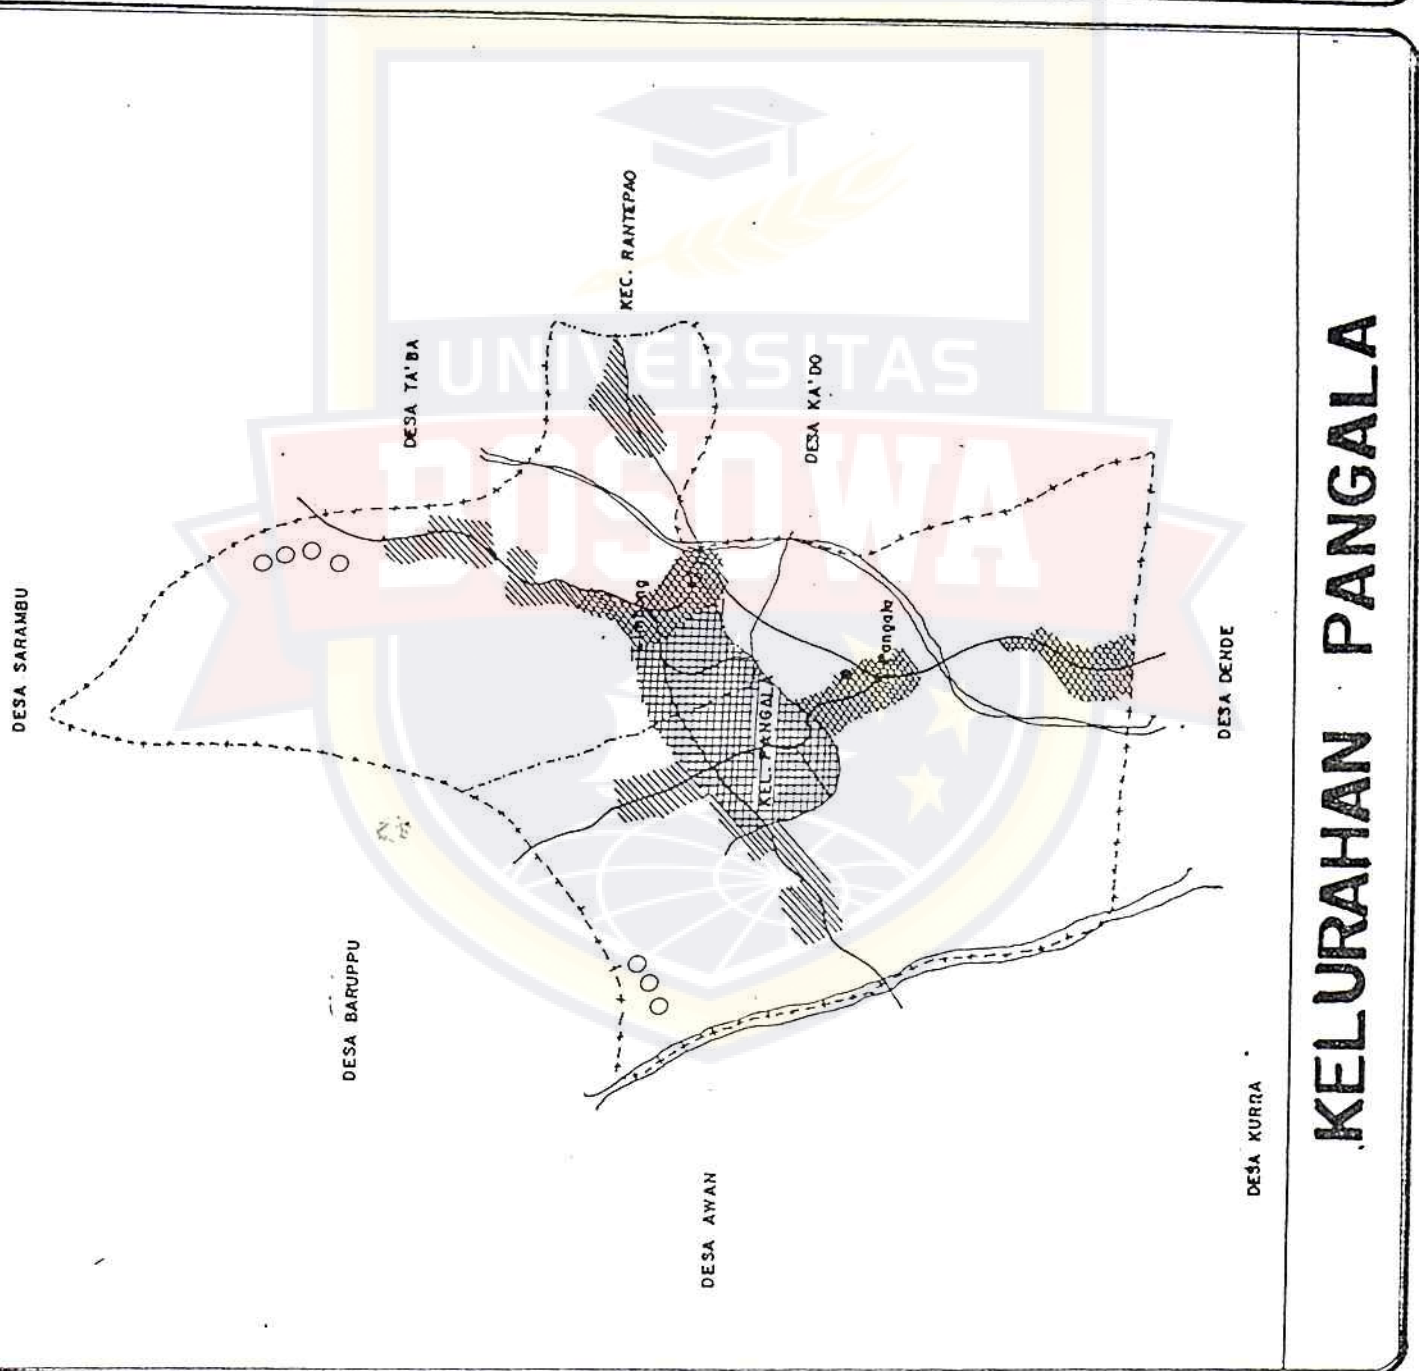 KELURAHAN PANGALA
DESA SARAMBU
DESA TA'BA
KEC. RANTEPAO
DESA KA'DO
DESA BARUPPU
KEL. PANGALA
Pangala
DESA DENDE
DESA AWAN
DESA KURRA
UNIVERSITAS
BOSOWA